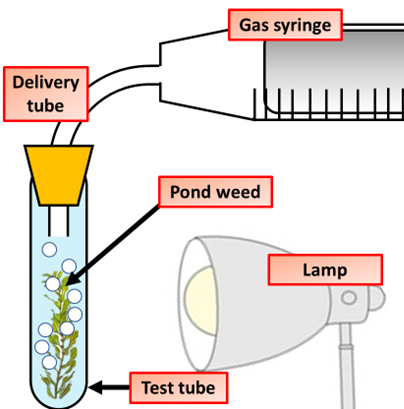 Gas syringe
Delivery
tube
Pond weed
Lamp
Test tube